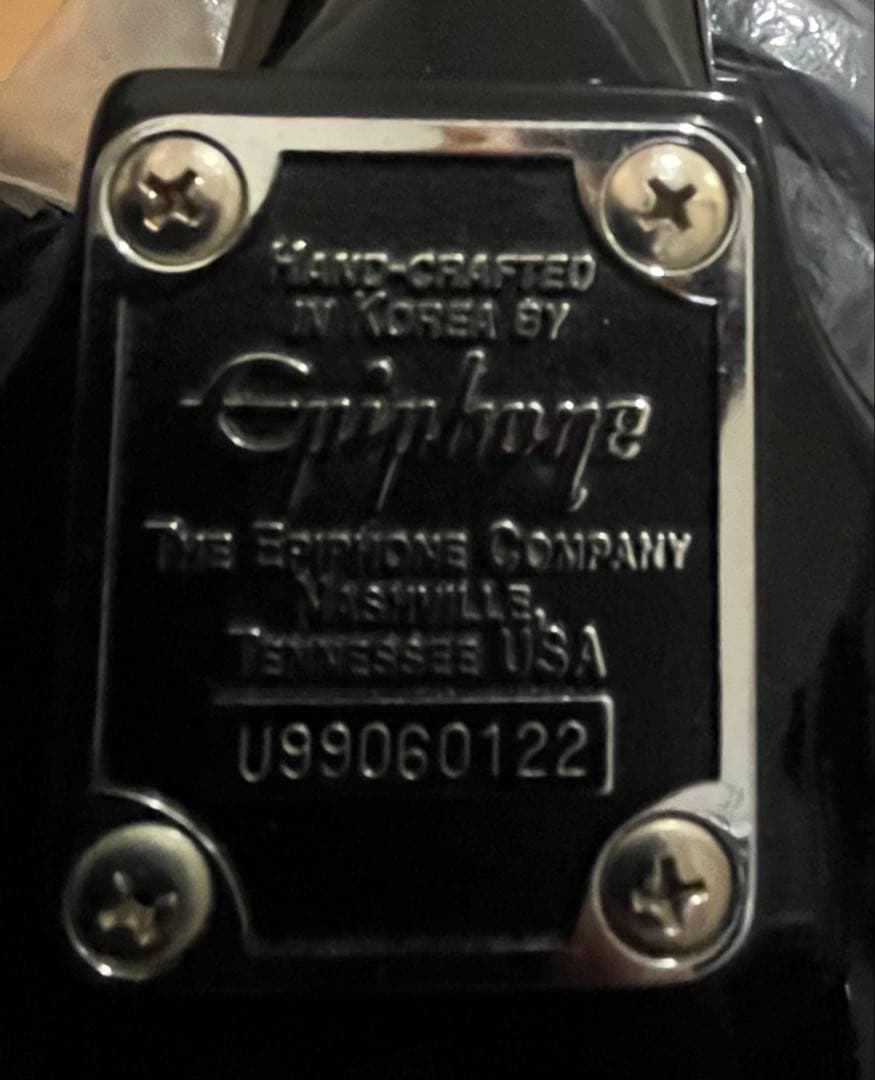 HAND-CRAFTED
IN KOREA BY
Epiphone
THE EPIPHONE COMPANY
NASHVILLE,
TENNESSEE USA
U99060122